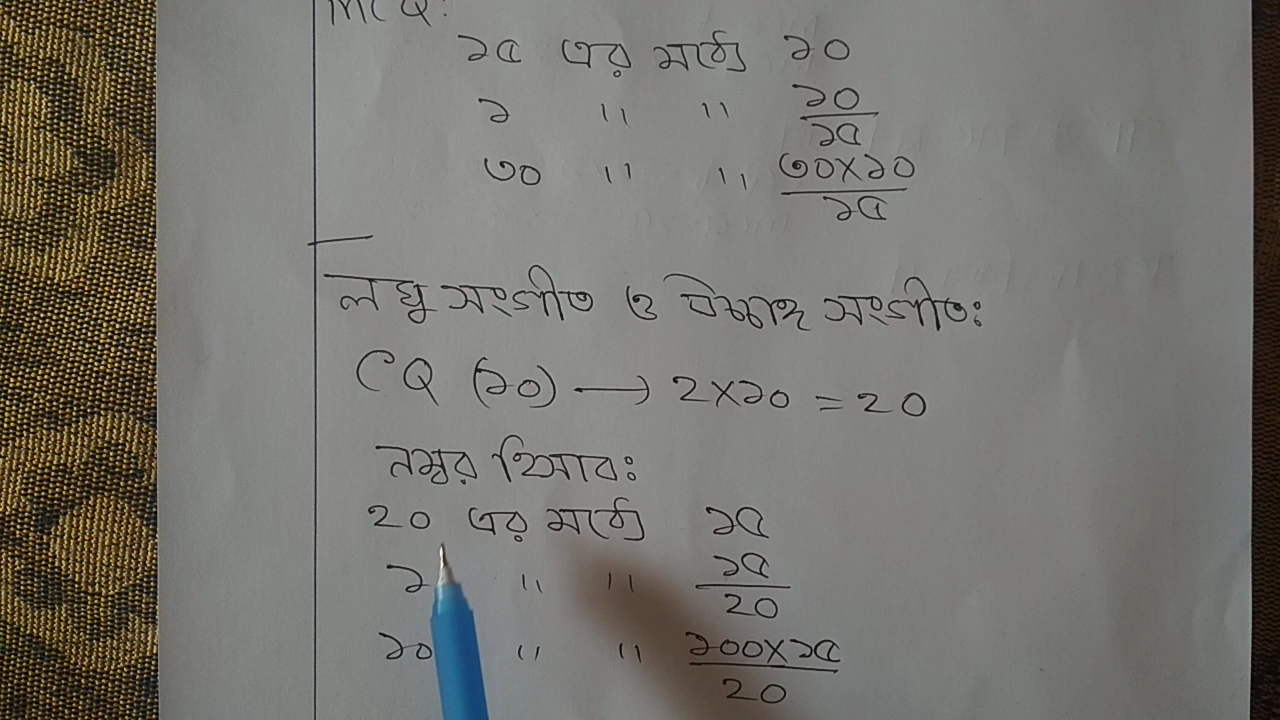 MCQ:
১৫ এর মধ্যে ১০
১ " " ১০/১৫
৩০ " " ৩০×১০/১৫
লঘু সংগীত ও উচ্চাঙ্গ সংগীতঃ
CQ (১০) → 2×১০ = 20
নম্বর হিসাবঃ
20 এর মধ্যে ১৫
১ " " ১৫/20
১০ " " ১০০×১৫/20